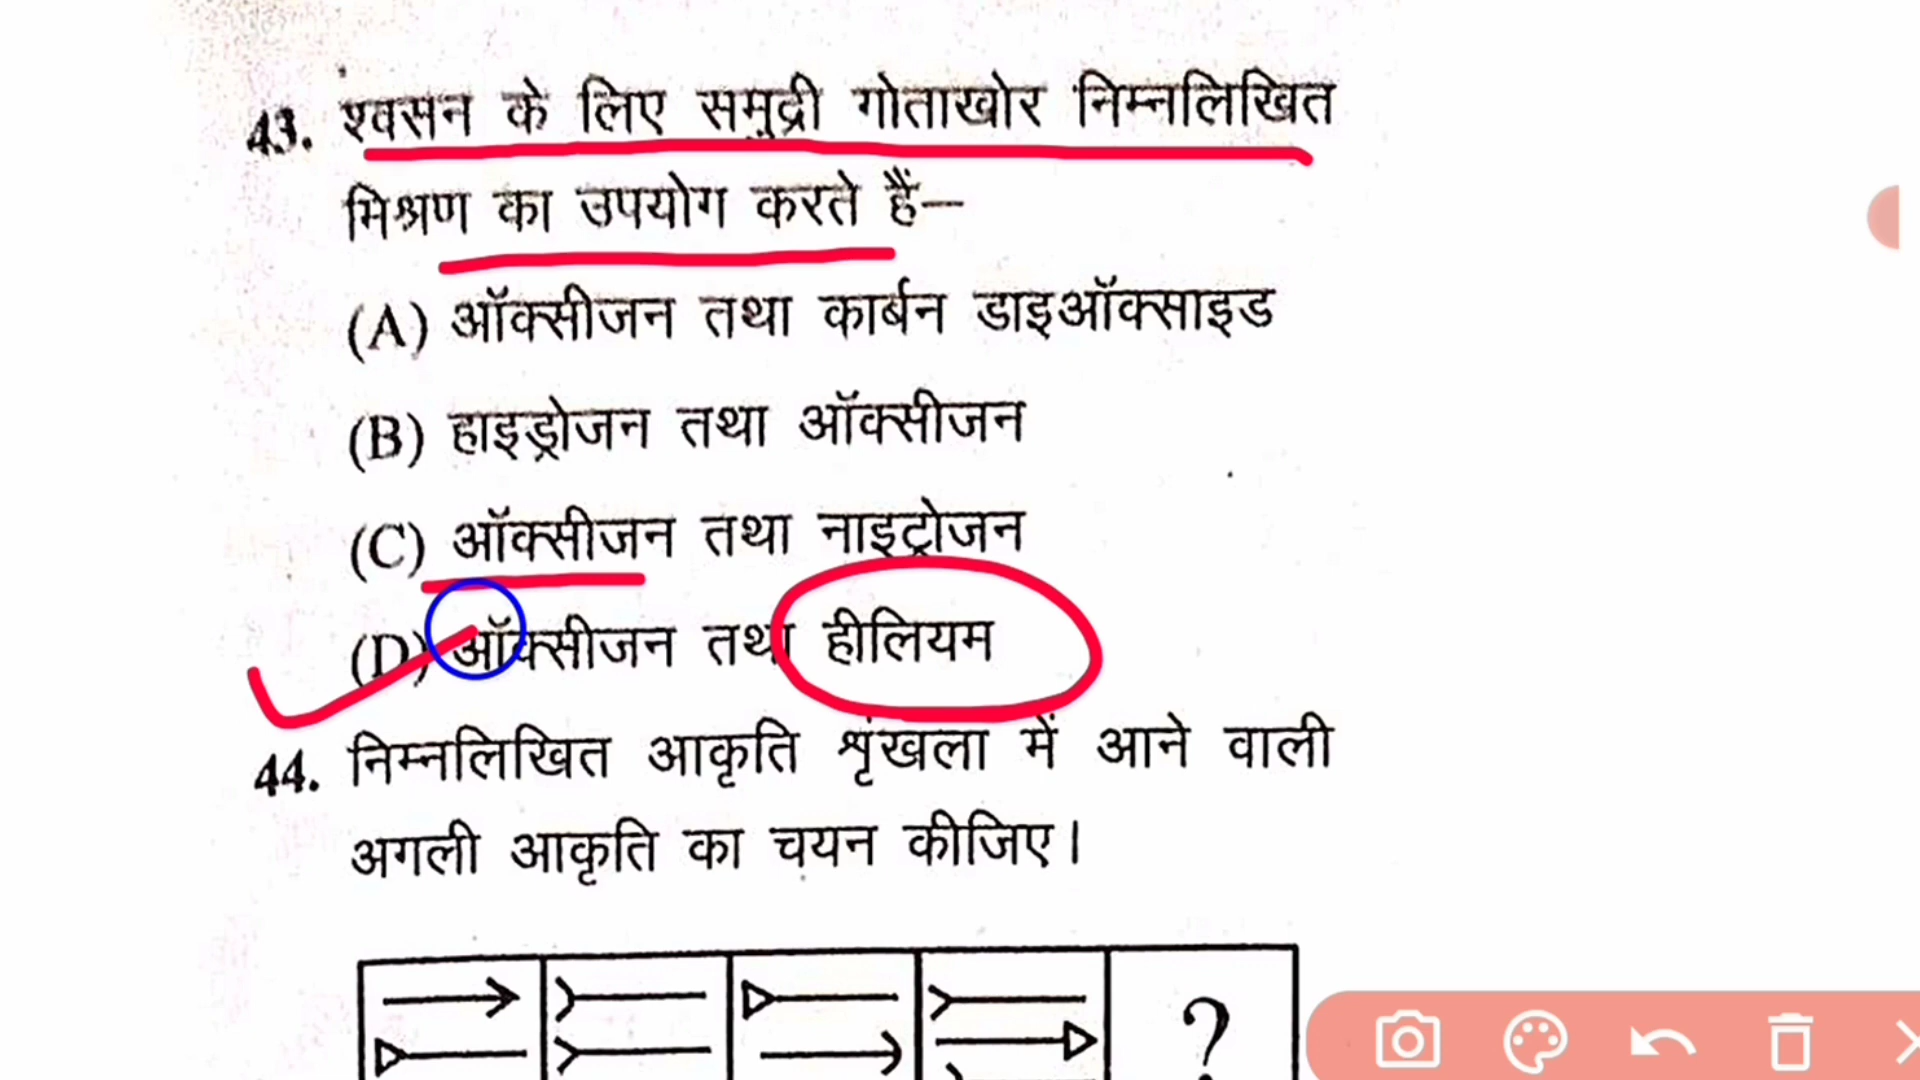 43. श्वसन के लिए समुद्री गोताखोर निम्नलिखित
मिश्रण का उपयोग करते हैं—
(A) ऑक्सीजन तथा कार्बन डाइऑक्साइड
(B) हाइड्रोजन तथा ऑक्सीजन
(C) ऑक्सीजन तथा नाइट्रोजन
(D) ऑक्सीजन तथा हीलियम
44. निम्नलिखित आकृति शृंखला में आने वाली
अगली आकृति का चयन कीजिए।
?